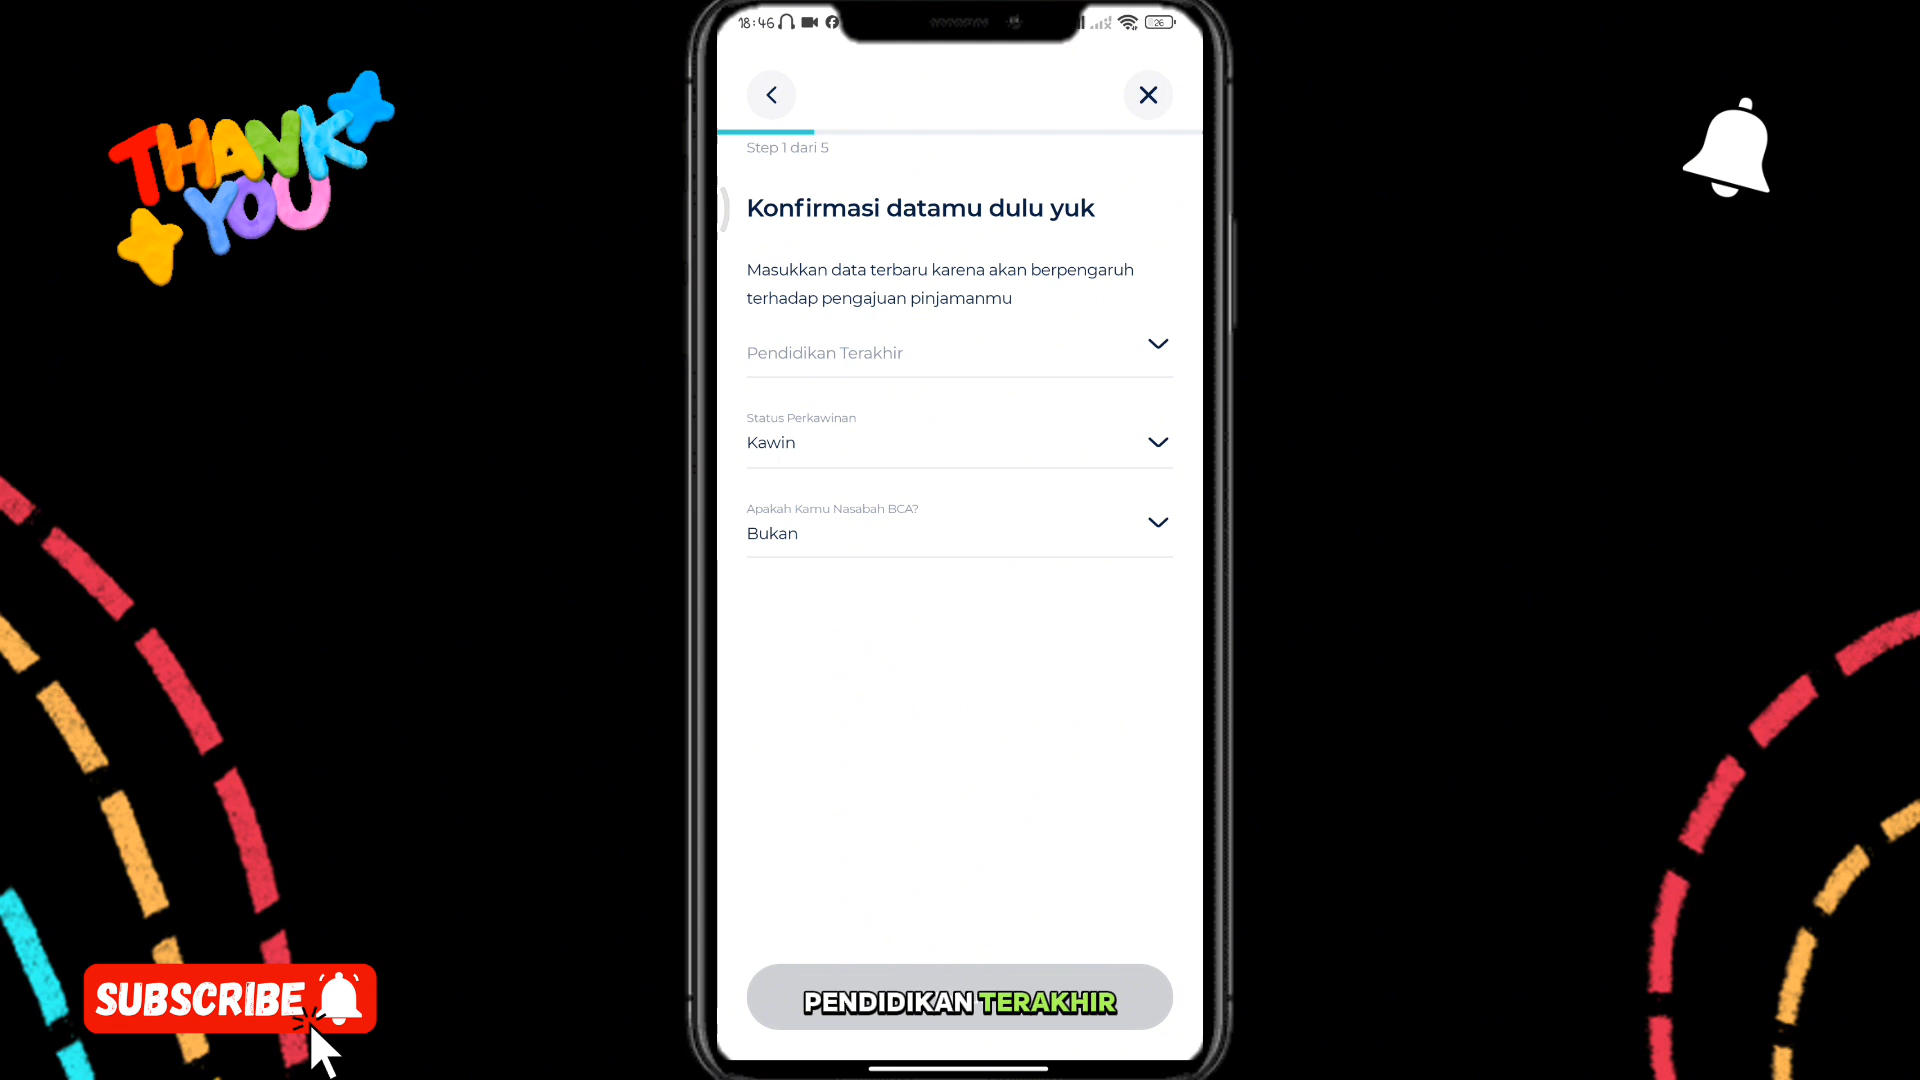 18:46
26
THANK
YOU
Step 1 dari 5
Konfirmasi datamu dulu yuk
Masukkan data terbaru karena akan berpengaruh
terhadap pengajuan pinjamanmu
Pendidikan Terakhir
Status Perkawinan
Kawin
Apakah Kamu Nasabah BCA?
Bukan
SUBSCRIBE
PENDIDIKAN TERAKHIR